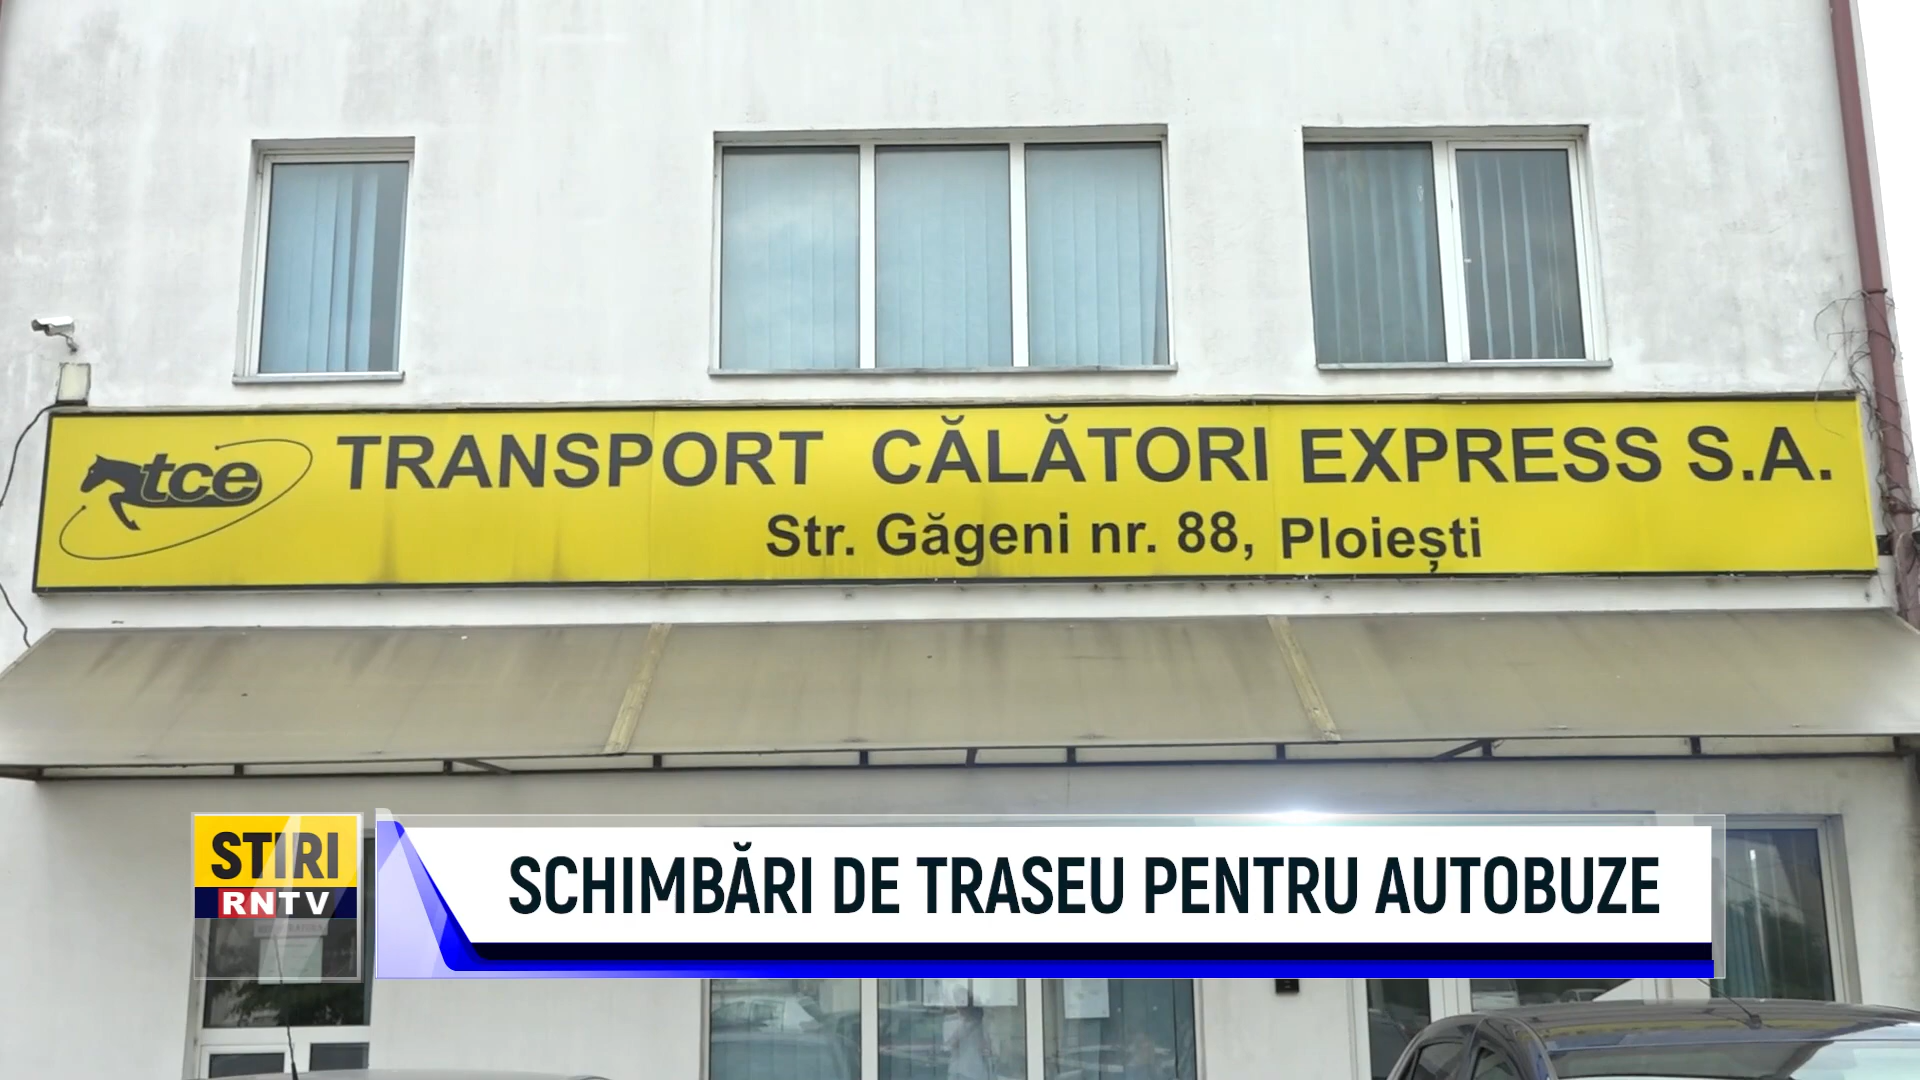 tce
TRANSPORT CĂLĂTORI EXPRESS S.A.
Str. Găgeni nr. 88, Ploiești
STIRI
RNTV
SCHIMBĂRI DE TRASEU PENTRU AUTOBUZE